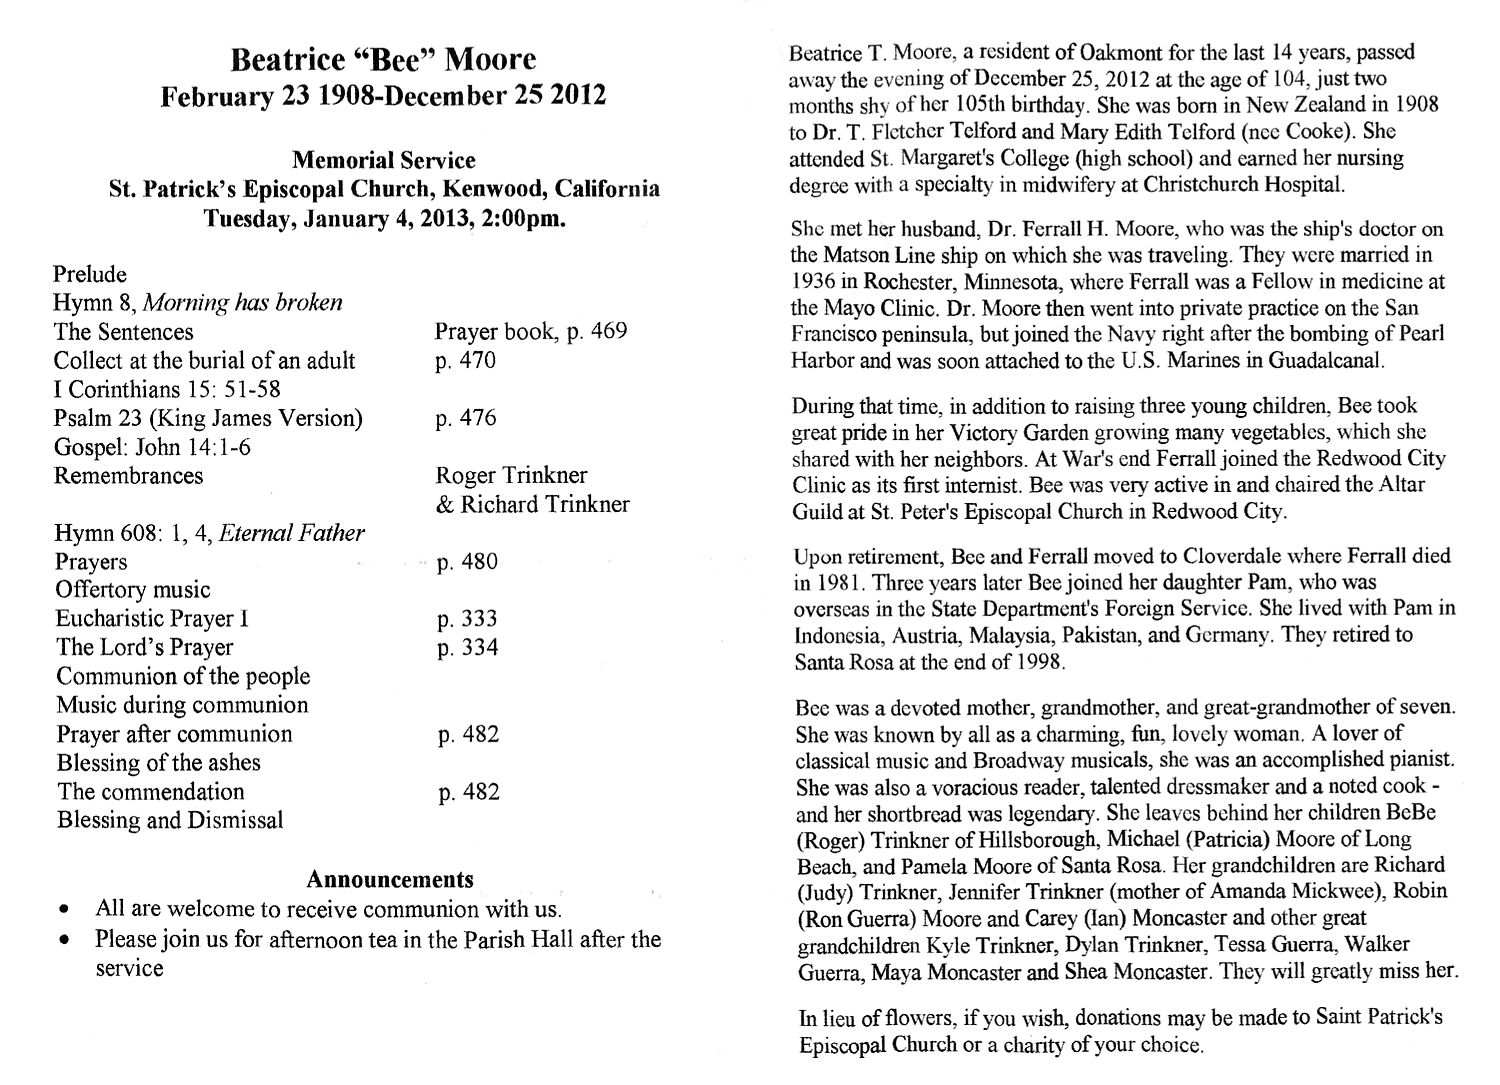 Beatrice “Bee” Moore
February 23 1908-December 25 2012
Memorial Service
St. Patrick’s Episcopal Church, Kenwood, California
Tuesday, January 4, 2013, 2:00pm.
Prelude
Hymn 8, Morning has broken
The Sentences Prayer book, p. 469
Collect at the burial of an adult p. 470
I Corinthians 15: 51-58
Psalm 23 (King James Version) p. 476
Gospel: John 14:1-6
Remembrances Roger Trinkner
& Richard Trinkner
Hymn 608: 1, 4, Eternal Father
Prayers p. 480
Offertory music
Eucharistic Prayer I p. 333
The Lord’s Prayer p. 334
Communion of the people
Music during communion
Prayer after communion p. 482
Blessing of the ashes
The commendation p. 482
Blessing and Dismissal
Announcements
• All are welcome to receive communion with us.
• Please join us for afternoon tea in the Parish Hall after the
service
Beatrice T. Moore, a resident of Oakmont for the last 14 years, passed
away the evening of December 25, 2012 at the age of 104, just two
months shy of her 105th birthday. She was born in New Zealand in 1908
to Dr. T. Fletcher Telford and Mary Edith Telford (nee Cooke). She
attended St. Margaret's College (high school) and earned her nursing
degree with a specialty in midwifery at Christchurch Hospital.
She met her husband, Dr. Ferrall H. Moore, who was the ship's doctor on
the Matson Line ship on which she was traveling. They were married in
1936 in Rochester, Minnesota, where Ferrall was a Fellow in medicine at
the Mayo Clinic. Dr. Moore then went into private practice on the San
Francisco peninsula, but joined the Navy right after the bombing of Pearl
Harbor and was soon attached to the U.S. Marines in Guadalcanal.
During that time, in addition to raising three young children, Bee took
great pride in her Victory Garden growing many vegetables, which she
shared with her neighbors. At War's end Ferrall joined the Redwood City
Clinic as its first internist. Bee was very active in and chaired the Altar
Guild at St. Peter's Episcopal Church in Redwood City.
Upon retirement, Bee and Ferrall moved to Cloverdale where Ferrall died
in 1981. Three years later Bee joined her daughter Pam, who was
overseas in the State Department's Foreign Service. She lived with Pam in
Indonesia, Austria, Malaysia, Pakistan, and Germany. They retired to
Santa Rosa at the end of 1998.
Bee was a devoted mother, grandmother, and great-grandmother of seven.
She was known by all as a charming, fun, lovely woman. A lover of
classical music and Broadway musicals, she was an accomplished pianist.
She was also a voracious reader, talented dressmaker and a noted cook -
and her shortbread was legendary. She leaves behind her children BeBe
(Roger) Trinkner of Hillsborough, Michael (Patricia) Moore of Long
Beach, and Pamela Moore of Santa Rosa. Her grandchildren are Richard
(Judy) Trinkner, Jennifer Trinkner (mother of Amanda Mickwee), Robin
(Ron Guerra) Moore and Carey (Ian) Moncaster and other great
grandchildren Kyle Trinkner, Dylan Trinkner, Tessa Guerra, Walker
Guerra, Maya Moncaster and Shea Moncaster. They will greatly miss her.
In lieu of flowers, if you wish, donations may be made to Saint Patrick's
Episcopal Church or a charity of your choice.